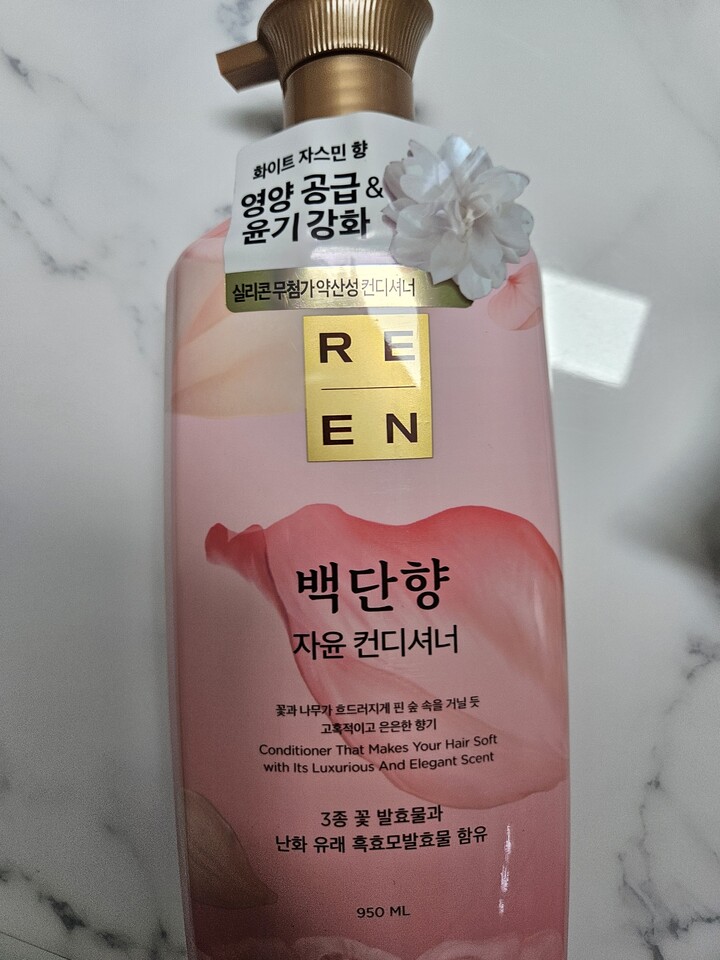 화이트 자스민 향
영양 공급 &
윤기 강화
실리콘 무첨가 약산성 컨디셔너
RE
EN
백단향
자윤 컨디셔너
꽃과 나무가 흐드러지게 핀 숲 속을 거닐 듯
고혹적이고 은은한 향기
Conditioner That Makes Your Hair Soft
with Its Luxurious And Elegant Scent
3종 꽃 발효물과
난화 유래 흑효모발효물 함유
950 ML